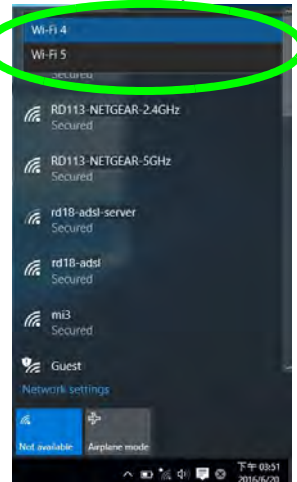 Wi-Fi 4
Wi-Fi 5
Secured
RD113-NETGEAR-2.4GHz
Secured
RD113-NETGEAR-5GHz
Secured
rd18-adsl-server
Secured
rd18-adsl
Secured
mi3
Secured
Guest
Network settings
Not available
Airplane mode
下午 03:51
2016/6/20